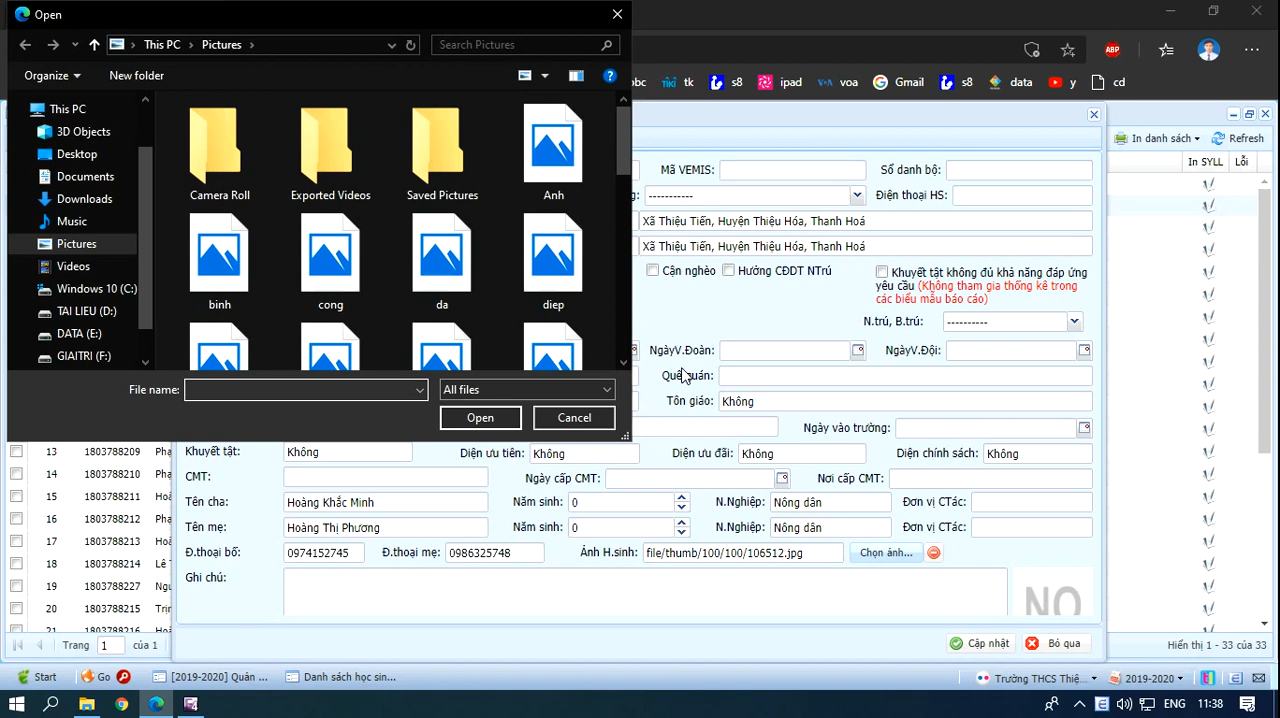 Open
This PC
Pictures
Search Pictures
Organize
New folder
This PC
3D Objects
Desktop
Documents
Downloads
Music
Pictures
Videos
Windows 10 (C:)
TAI LIEU (D:)
DATA (E:)
GIAITRI (F:)
Camera Roll
Exported Videos
Saved Pictures
Anh
binh
cong
da
diep
File name:
All files
Open
Cancel
ABP
bc
tk
s8
ipad
VOA voa
Gmail
s8
data
y
cd
In danh sách
Refresh
In SYLL
Lỗi
Mã VEMIS:
Số danh bộ:
g:
-----------
Điện thoại HS:
Xã Thiệu Tiến, Huyện Thiệu Hóa, Thanh Hoá
Xã Thiệu Tiến, Huyện Thiệu Hóa, Thanh Hoá
Cận nghèo
Hưởng CĐDT NTrú
Khuyết tật không đủ khả năng đáp ứng
yêu cầu (Không tham gia thống kê trong
các biểu mẫu báo cáo)
N.trú, B.trú:
----------
NgàyV.Đoàn:
NgàyV.Đội:
Quê quán:
Tôn giáo:
Không
Ngày vào trường:
Khuyết tật:
Không
Diện ưu tiên:
Không
Diện ưu đãi:
Không
Diện chính sách:
Không
CMT:
Ngày cấp CMT:
Nơi cấp CMT:
Tên cha:
Hoàng Khắc Minh
Năm sinh:
0
N.Nghiệp:
Nông dân
Đơn vị CTác:
Tên mẹ:
Hoàng Thị Phương
Năm sinh:
0
N.Nghiệp:
Nông dân
Đơn vị CTác:
Đ.thoại bố:
0974152745
Đ.thoại mẹ:
0986325748
Ảnh H.sinh:
file/thumb/100/100/106512.jpg
Chọn ảnh...
Ghi chú:
NO
Cập nhật
Bỏ qua
13 1803788209
14 1803788210
15 1803788211
16 1803788212
17 1803788213
18 1803788214 Lê
19 1803788227
20 1803788215
21 1803788216
Trang
1
của 1
Hiển thị 1 - 33 của 33
Start
Go
[2019-2020] Quản ...
Danh sách học sin...
Trường THCS Thiệ...
2019-2020
ENG
11:38